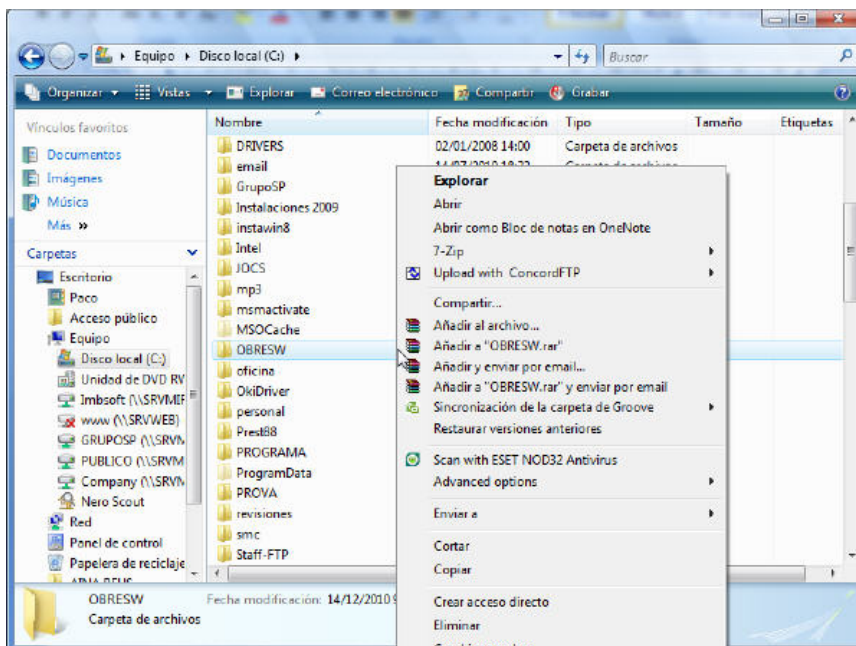 Equipo ▸ Disco local (C:) ▸
Buscar
Organizar Vistas Explorar Correo electrónico Compartir Grabar
Vínculos favoritos
Documentos
Imágenes
Música
Más »
Carpetas
Escritorio
Paco
Acceso público
Equipo
Disco local (C:)
Unidad de DVD RV
Imbsoft (\\SRVMIF
www (\\SRVWEB)
GRUPOSP (\\SRVM
PUBLICO (\\SRVM
Company (\\SRVM
Nero Scout
Red
Panel de control
Papelera de reciclaje
Nombre Fecha modificación Tipo Tamaño Etiquetas
DRIVERS 02/01/2008 14:00 Carpeta de archivos
email
GrupoSP
Instalaciones 2009
instawin8
Intel
JOCS
mp3
msmactivate
MSOCache
OBRESW
oficina
OkiDriver
personal
Prest88
PROGRAMA
ProgramData
PROVA
revisiones
smc
Staff-FTP
Explorar
Abrir
Abrir como Bloc de notas en OneNote
7-Zip
Upload with ConcordFTP
Compartir...
Añadir al archivo...
Añadir a "OBRESW.rar"
Añadir y enviar por email...
Añadir a "OBRESW.rar" y enviar por email
Sincronización de la carpeta de Groove
Restaurar versiones anteriores
Scan with ESET NOD32 Antivirus
Advanced options
Enviar a
Cortar
Copiar
Crear acceso directo
Eliminar
OBRESW Fecha modificación: 14/12/2010
Carpeta de archivos